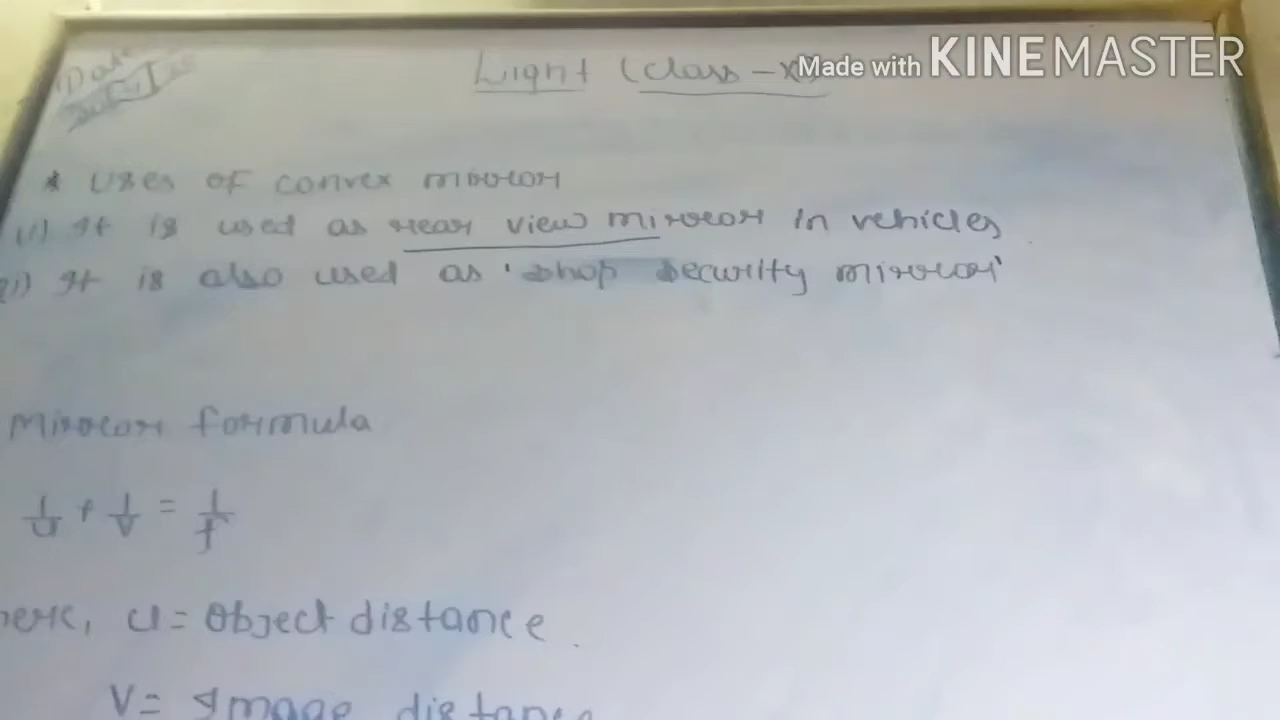 Light (class - X
Made with KINEMASTER
* Uses of convex mirror
(i) It is used as rear view mirror in vehicles
ii) It is also used as 'shop security mirror'
Mirror formula
1/u + 1/v = 1/f
here, u = Object distance
V = Image distance